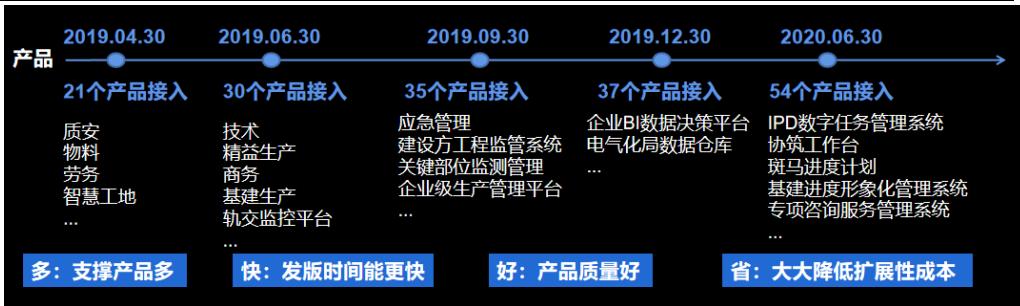 产品
2019.04.30
2019.06.30
2019.09.30
2019.12.30
2020.06.30
21个产品接入
30个产品接入
35个产品接入
37个产品接入
54个产品接入
质安
物料
劳务
智慧工地
...
技术
精益生产
商务
基建生产
轨交监控平台
...
应急管理
建设方工程监管系统
关键部位监测管理
企业级生产管理平台
...
企业BI数据决策平台
电气化局数据仓库
...
IPD数字任务管理系统
协筑工作台
斑马进度计划
基建进度形象化管理系统
专项咨询服务管理系统
...
多：支撑产品多
快：发版时间能更快
好：产品质量好
省：大大降低扩展性成本